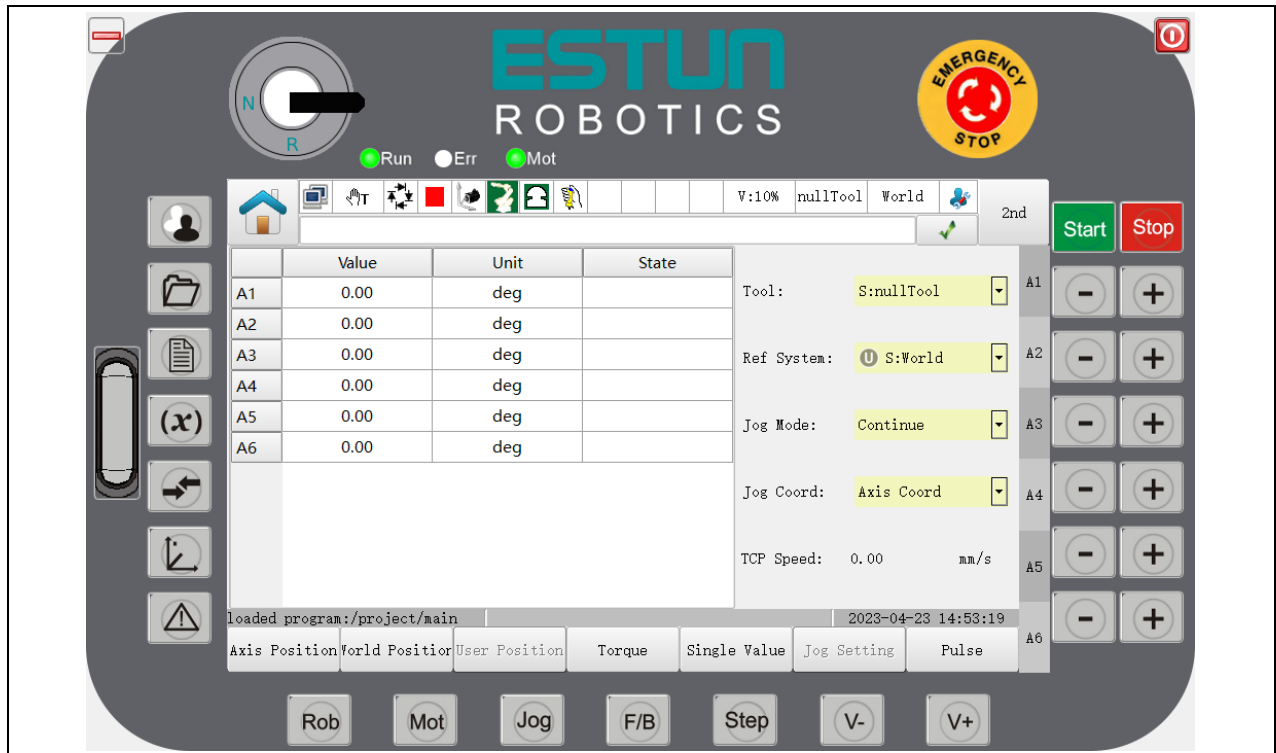 ESTUN
ROBOTICS
EMERGENCY
STOP
N
R
Run Err Mot
T V:10% nullTool World 2nd
Start Stop
Value Unit State
A1 0.00 deg
A2 0.00 deg
A3 0.00 deg
A4 0.00 deg
A5 0.00 deg
A6 0.00 deg
Tool: S:nullTool
Ref System: U S:World
Jog Mode: Continue
Jog Coord: Axis Coord
TCP Speed: 0.00 mm/s
A1 - +
A2 - +
A3 - +
A4 - +
A5 - +
A6 - +
(x)
loaded program:/project/main 2023-04-23 14:53:19
Axis Position World Position User Position Torque Single Value Jog Setting Pulse
Rob Mot Jog F/B Step V- V+